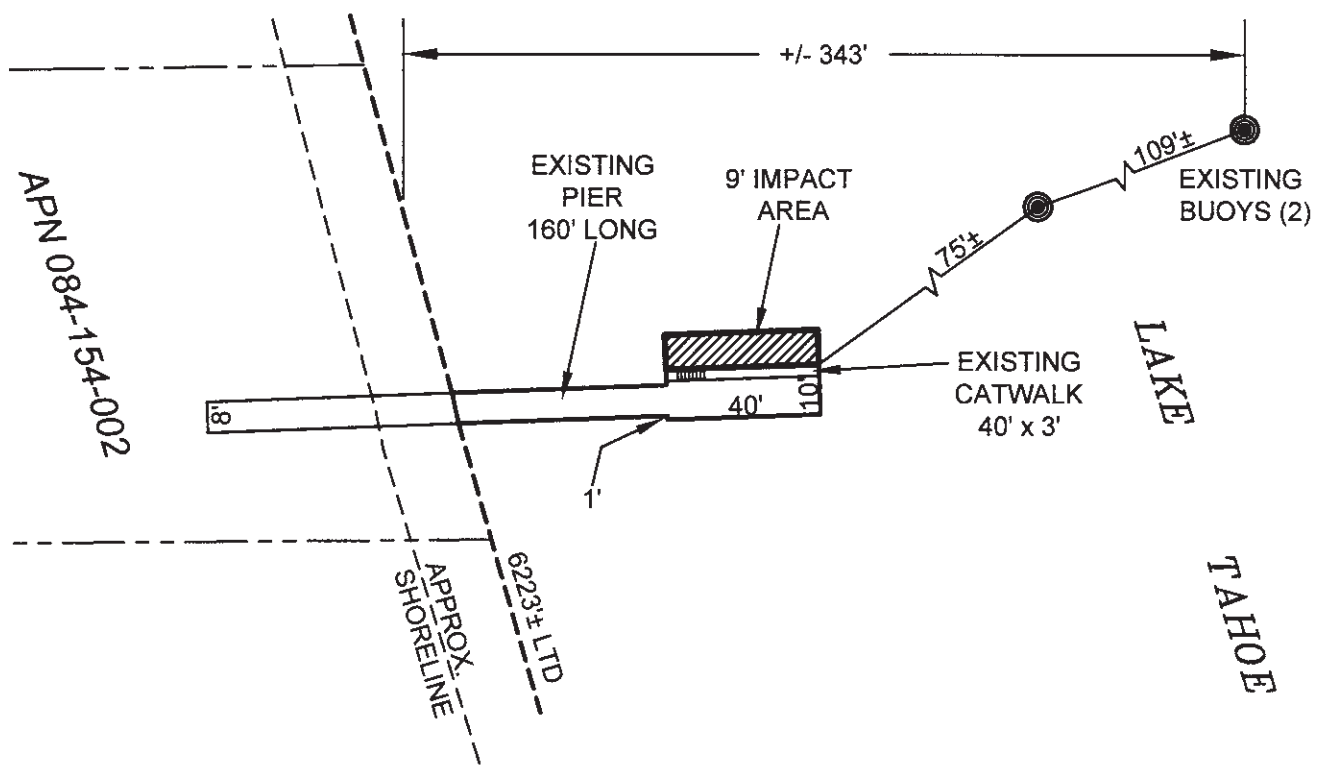 +/- 343'
109'±
EXISTING
BUOYS (2)
EXISTING
PIER
160' LONG
9' IMPACT
AREA
75'±
APN 084-154-002
LAKE
EXISTING
CATWALK
40' x 3'
8'
40'
10'
1'
6223'± LTD
APPROX.
SHORELINE
TAHOE